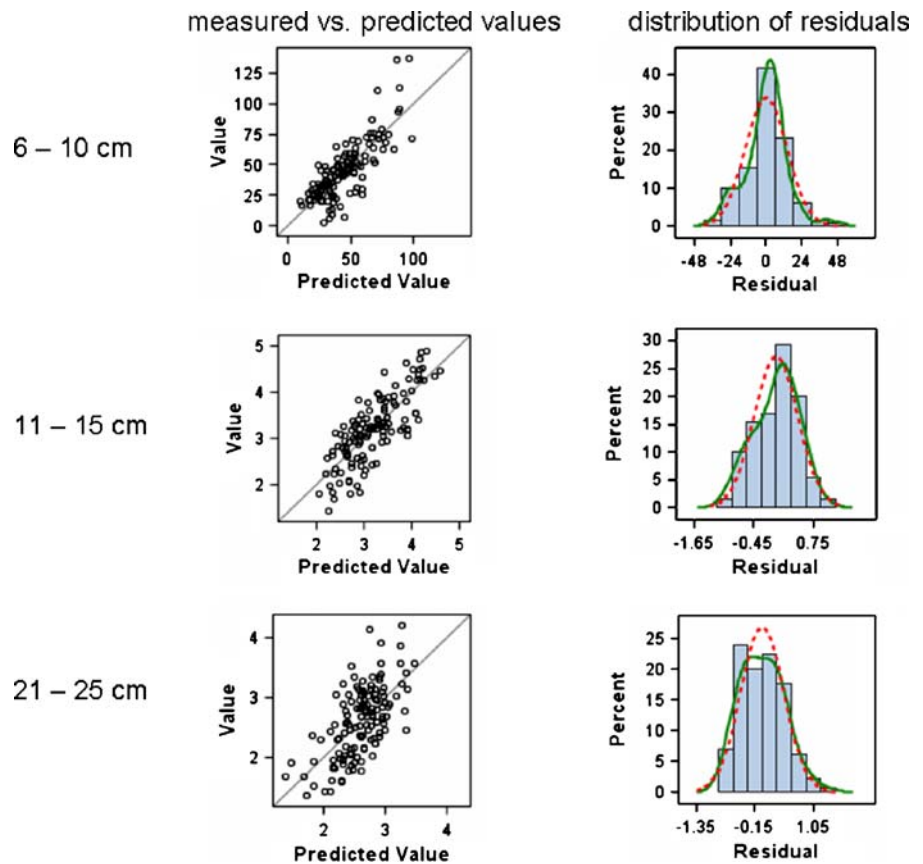 measured vs. predicted values
distribution of residuals
6 – 10 cm
Value
125
100
75
50
25
0
0 50 100
Predicted Value
Percent
40
30
20
10
0
-48 -24 0 24 48
Residual
11 – 15 cm
Value
5
4
3
2
2 3 4 5
Predicted Value
Percent
30
25
20
15
10
5
0
-1.65 -0.45 0.75
Residual
21 – 25 cm
Value
4
3
2
2 3 4
Predicted Value
Percent
25
20
15
10
5
0
-1.35 -0.15 1.05
Residual